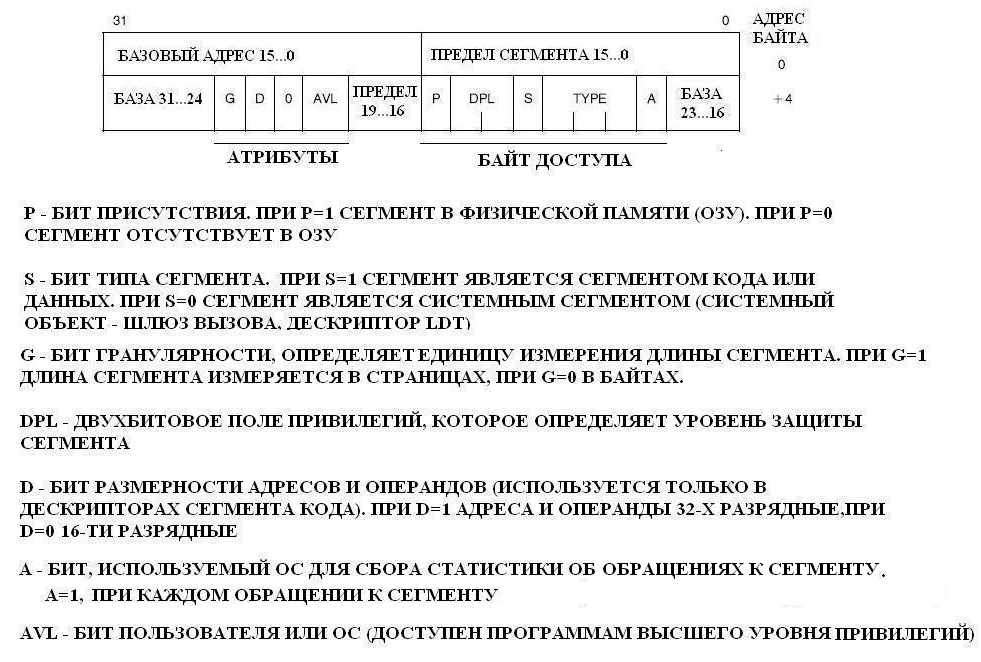 31 0 АДРЕС
БАЙТА
БАЗОВЫЙ АДРЕС 15...0 ПРЕДЕЛ СЕГМЕНТА 15...0 0
БАЗА 31...24 G D 0 AVL ПРЕДЕЛ 19...16 P DPL S TYPE A БАЗА 23...16 +4
АТРИБУТЫ БАЙТ ДОСТУПА
P - БИТ ПРИСУТСТВИЯ. ПРИ P=1 СЕГМЕНТ В ФИЗИЧЕСКОЙ ПАМЯТИ (ОЗУ). ПРИ P=0
СЕГМЕНТ ОТСУТСТВУЕТ В ОЗУ
S - БИТ ТИПА СЕГМЕНТА. ПРИ S=1 СЕГМЕНТ ЯВЛЯЕТСЯ СЕГМЕНТОМ КОДА ИЛИ
ДАННЫХ. ПРИ S=0 СЕГМЕНТ ЯВЛЯЕТСЯ СИСТЕМНЫМ СЕГМЕНТОМ (СИСТЕМНЫЙ
ОБЪЕКТ - ШЛЮЗ ВЫЗОВА, ДЕСКРИПТОР LDT)
G - БИТ ГРАНУЛЯРНОСТИ, ОПРЕДЕЛЯЕТ ЕДИНИЦУ ИЗМЕРЕНИЯ ДЛИНЫ СЕГМЕНТА. ПРИ G=1
ДЛИНА СЕГМЕНТА ИЗМЕРЯЕТСЯ В СТРАНИЦАХ, ПРИ G=0 В БАЙТАХ.
DPL - ДВУХБИТОВОЕ ПОЛЕ ПРИВИЛЕГИЙ, КОТОРОЕ ОПРЕДЕЛЯЕТ УРОВЕНЬ ЗАЩИТЫ
СЕГМЕНТА
D - БИТ РАЗМЕРНОСТИ АДРЕСОВ И ОПЕРАНДОВ (ИСПОЛЬЗУЕТСЯ ТОЛЬКО В
ДЕСКРИПТОРАХ СЕГМЕНТА КОДА). ПРИ D=1 АДРЕСА И ОПЕРАНДЫ 32-Х РАЗРЯДНЫЕ,ПРИ
D=0 16-ТИ РАЗРЯДНЫЕ
A - БИТ, ИСПОЛЬЗУЕМЫЙ ОС ДЛЯ СБОРА СТАТИСТИКИ ОБ ОБРАЩЕНИЯХ К СЕГМЕНТУ.
A=1, ПРИ КАЖДОМ ОБРАЩЕНИИ К СЕГМЕНТУ
AVL - БИТ ПОЛЬЗОВАТЕЛЯ ИЛИ ОС (ДОСТУПЕН ПРОГРАММАМ ВЫСШЕГО УРОВНЯ ПРИВИЛЕГИЙ)